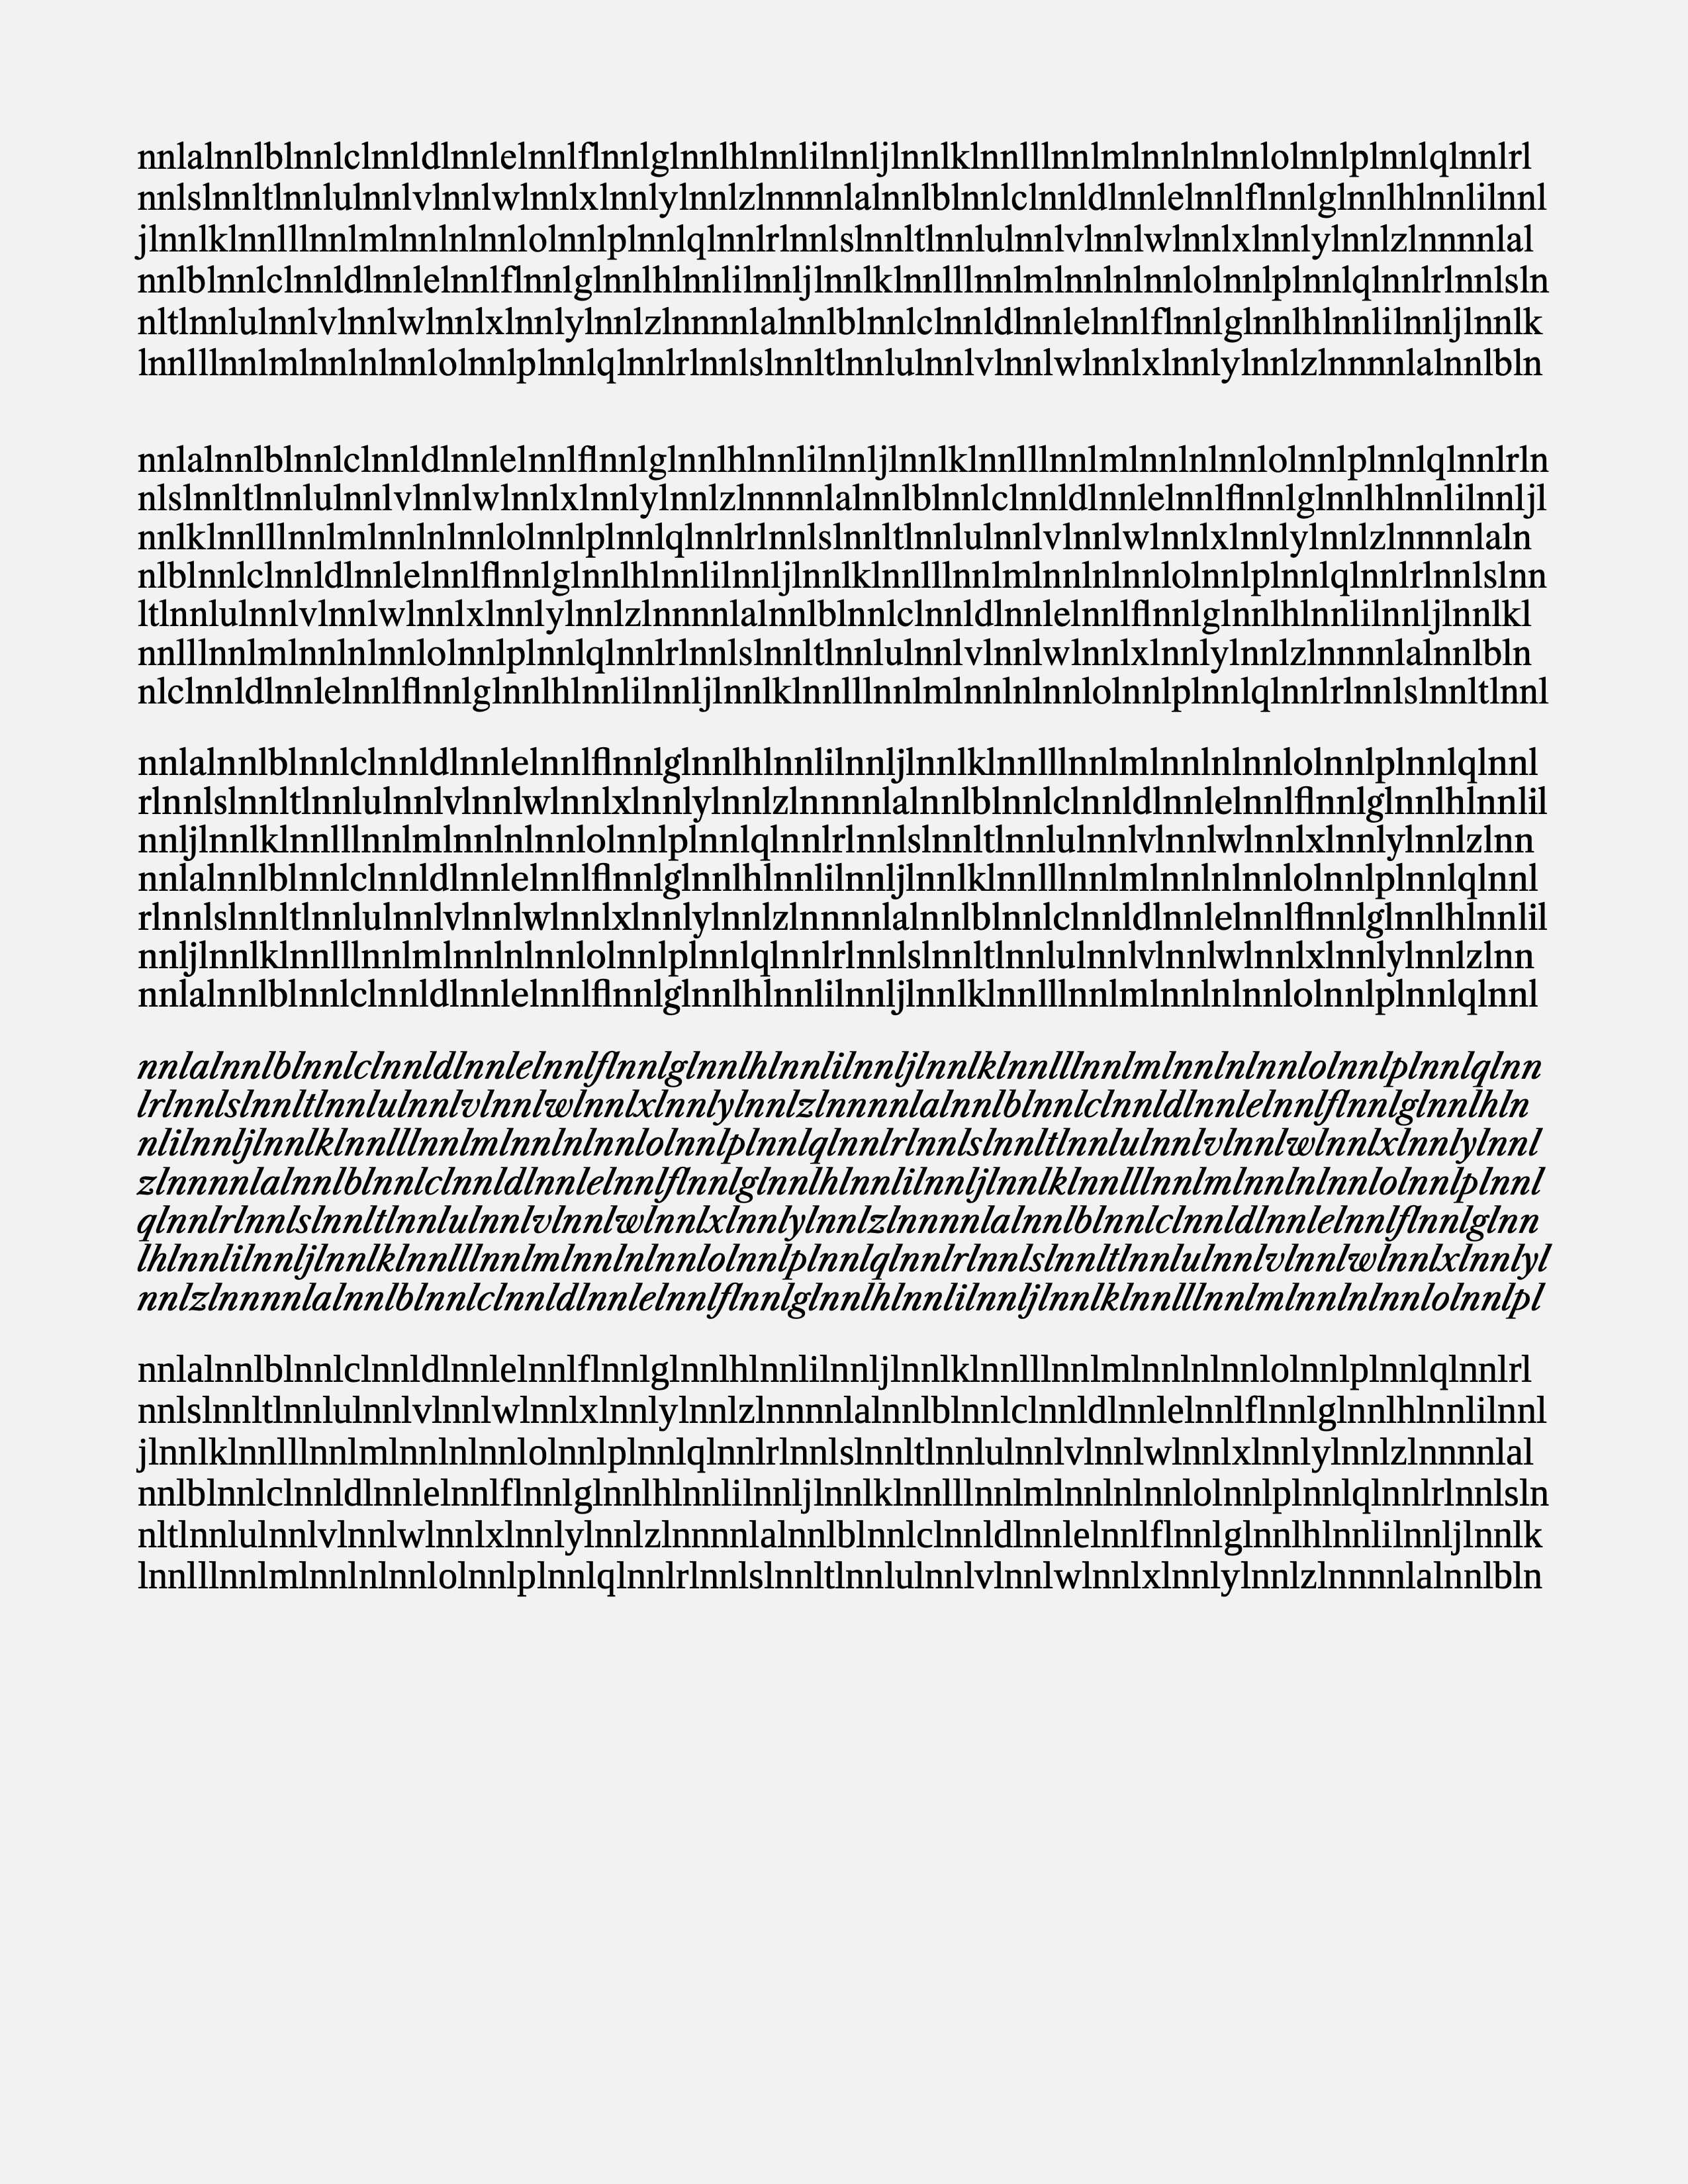 nnlalnnlblnnlclnnldlnnlelnnlflnnlglnnlhlnnlilnnljlnnlklnnlllnnlmlnnlnlnnlolnnlplnnlqlnnlrl
nnlslnnltlnnlulnnlvlnnlwlnnlxlnnlylnnlzlnnnnlalnnlblnnlclnnldlnnlelnnlflnnlglnnlhlnnlilnnl
jlnnlklnnlllnnlmlnnlnlnnlolnnlplnnlqlnnlrlnnlslnnltlnnlulnnlvlnnlwlnnlxlnnlylnnlzlnnnnlal
nnlblnnlclnnldlnnlelnnlflnnlglnnlhlnnlilnnljlnnlklnnlllnnlmlnnlnlnnlolnnlplnnlqlnnlrlnnlsln
nltlnnlulnnlvlnnlwlnnlxlnnlylnnlzlnnnnlalnnlblnnlclnnldlnnlelnnlflnnlglnnlhlnnlilnnljlnnlk
lnnlllnnlmlnnlnlnnlolnnlplnnlqlnnlrlnnlslnnltlnnlulnnlvlnnlwlnnlxlnnlylnnlzlnnnnlalnnlbln
nnlalnnlblnnlclnnldlnnlelnnlflnnlglnnlhlnnlilnnljlnnlklnnlllnnlmlnnlnlnnlolnnlplnnlqlnnlrln
nlslnnltlnnlulnnlvlnnlwlnnlxlnnlylnnlzlnnnnlalnnlblnnlclnnldlnnlelnnlflnnlglnnlhlnnlilnnljl
nnlklnnlllnnlmlnnlnlnnlolnnlplnnlqlnnlrlnnlslnnltlnnlulnnlvlnnlwlnnlxlnnlylnnlzlnnnnlaln
nlblnnlclnnldlnnlelnnlflnnlglnnlhlnnlilnnljlnnlklnnlllnnlmlnnlnlnnlolnnlplnnlqlnnlrlnnlslnn
ltlnnlulnnlvlnnlwlnnlxlnnlylnnlzlnnnnlalnnlblnnlclnnldlnnlelnnlflnnlglnnlhlnnlilnnljlnnlkl
nnlllnnlmlnnlnlnnlolnnlplnnlqlnnlrlnnlslnnltlnnlulnnlvlnnlwlnnlxlnnlylnnlzlnnnnlalnnlbln
nlclnnldlnnlelnnlflnnlglnnlhlnnlilnnljlnnlklnnlllnnlmlnnlnlnnlolnnlplnnlqlnnlrlnnlslnnltlnnl
nnlalnnlblnnlclnnldlnnlelnnlflnnlglnnlhlnnlilnnljlnnlklnnlllnnlmlnnlnlnnlolnnlplnnlqlnnl
rlnnlslnnltlnnlulnnlvlnnlwlnnlxlnnlylnnlzlnnnnlalnnlblnnlclnnldlnnlelnnlflnnlglnnlhlnnlil
nnljlnnlklnnlllnnlmlnnlnlnnlolnnlplnnlqlnnlrlnnlslnnltlnnlulnnlvlnnlwlnnlxlnnlylnnlzlnn
nnlalnnlblnnlclnnldlnnlelnnlflnnlglnnlhlnnlilnnljlnnlklnnlllnnlmlnnlnlnnlolnnlplnnlqlnnl
rlnnlslnnltlnnlulnnlvlnnlwlnnlxlnnlylnnlzlnnnnlalnnlblnnlclnnldlnnlelnnlflnnlglnnlhlnnlil
nnljlnnlklnnlllnnlmlnnlnlnnlolnnlplnnlqlnnlrlnnlslnnltlnnlulnnlvlnnlwlnnlxlnnlylnnlzlnn
nnlalnnlblnnlclnnldlnnlelnnlflnnlglnnlhlnnlilnnljlnnlklnnlllnnlmlnnlnlnnlolnnlplnnlqlnnl
nnlalnnlblnnlclnnldlnnlelnnlflnnlglnnlhlnnlilnnljlnnlklnnlllnnlmlnnlnlnnlolnnlplnnlqlnn
lrlnnlslnnltlnnlulnnlvlnnlwlnnlxlnnlylnnlzlnnnnlalnnlblnnlclnnldlnnlelnnlflnnlglnnlhln
nlilnnljlnnlklnnlllnnlmlnnlnlnnlolnnlplnnlqlnnlrlnnlslnnltlnnlulnnlvlnnlwlnnlxlnnlylnnl
zlnnnnlalnnlblnnlclnnldlnnlelnnlflnnlglnnlhlnnlilnnljlnnlklnnlllnnlmlnnlnlnnlolnnlplnnl
qlnnlrlnnlslnnltlnnlulnnlvlnnlwlnnlxlnnlylnnlzlnnnnlalnnlblnnlclnnldlnnlelnnlflnnlglnn
lhlnnlilnnljlnnlklnnlllnnlmlnnlnlnnlolnnlplnnlqlnnlrlnnlslnnltlnnlulnnlvlnnlwlnnlxlnnlyl
nnlzlnnnnlalnnlblnnlclnnldlnnlelnnlflnnlglnnlhlnnlilnnljlnnlklnnlllnnlmlnnlnlnnlolnnlpl
nnlalnnlblnnlclnnldlnnlelnnlflnnlglnnlhlnnlilnnljlnnlklnnlllnnlmlnnlnlnnlolnnlplnnlqlnnlrl
nnlslnnltlnnlulnnlvlnnlwlnnlxlnnlylnnlzlnnnnlalnnlblnnlclnnldlnnlelnnlflnnlglnnlhlnnlilnnl
jlnnlklnnlllnnlmlnnlnlnnlolnnlplnnlqlnnlrlnnlslnnltlnnlulnnlvlnnlwlnnlxlnnlylnnlzlnnnnlal
nnlblnnlclnnldlnnlelnnlflnnlglnnlhlnnlilnnljlnnlklnnlllnnlmlnnlnlnnlolnnlplnnlqlnnlrlnnlsln
nltlnnlulnnlvlnnlwlnnlxlnnlylnnlzlnnnnlalnnlblnnlclnnldlnnlelnnlflnnlglnnlhlnnlilnnljlnnlk
lnnlllnnlmlnnlnlnnlolnnlplnnlqlnnlrlnnlslnnltlnnlulnnlvlnnlwlnnlxlnnlylnnlzlnnnnlalnnlbln